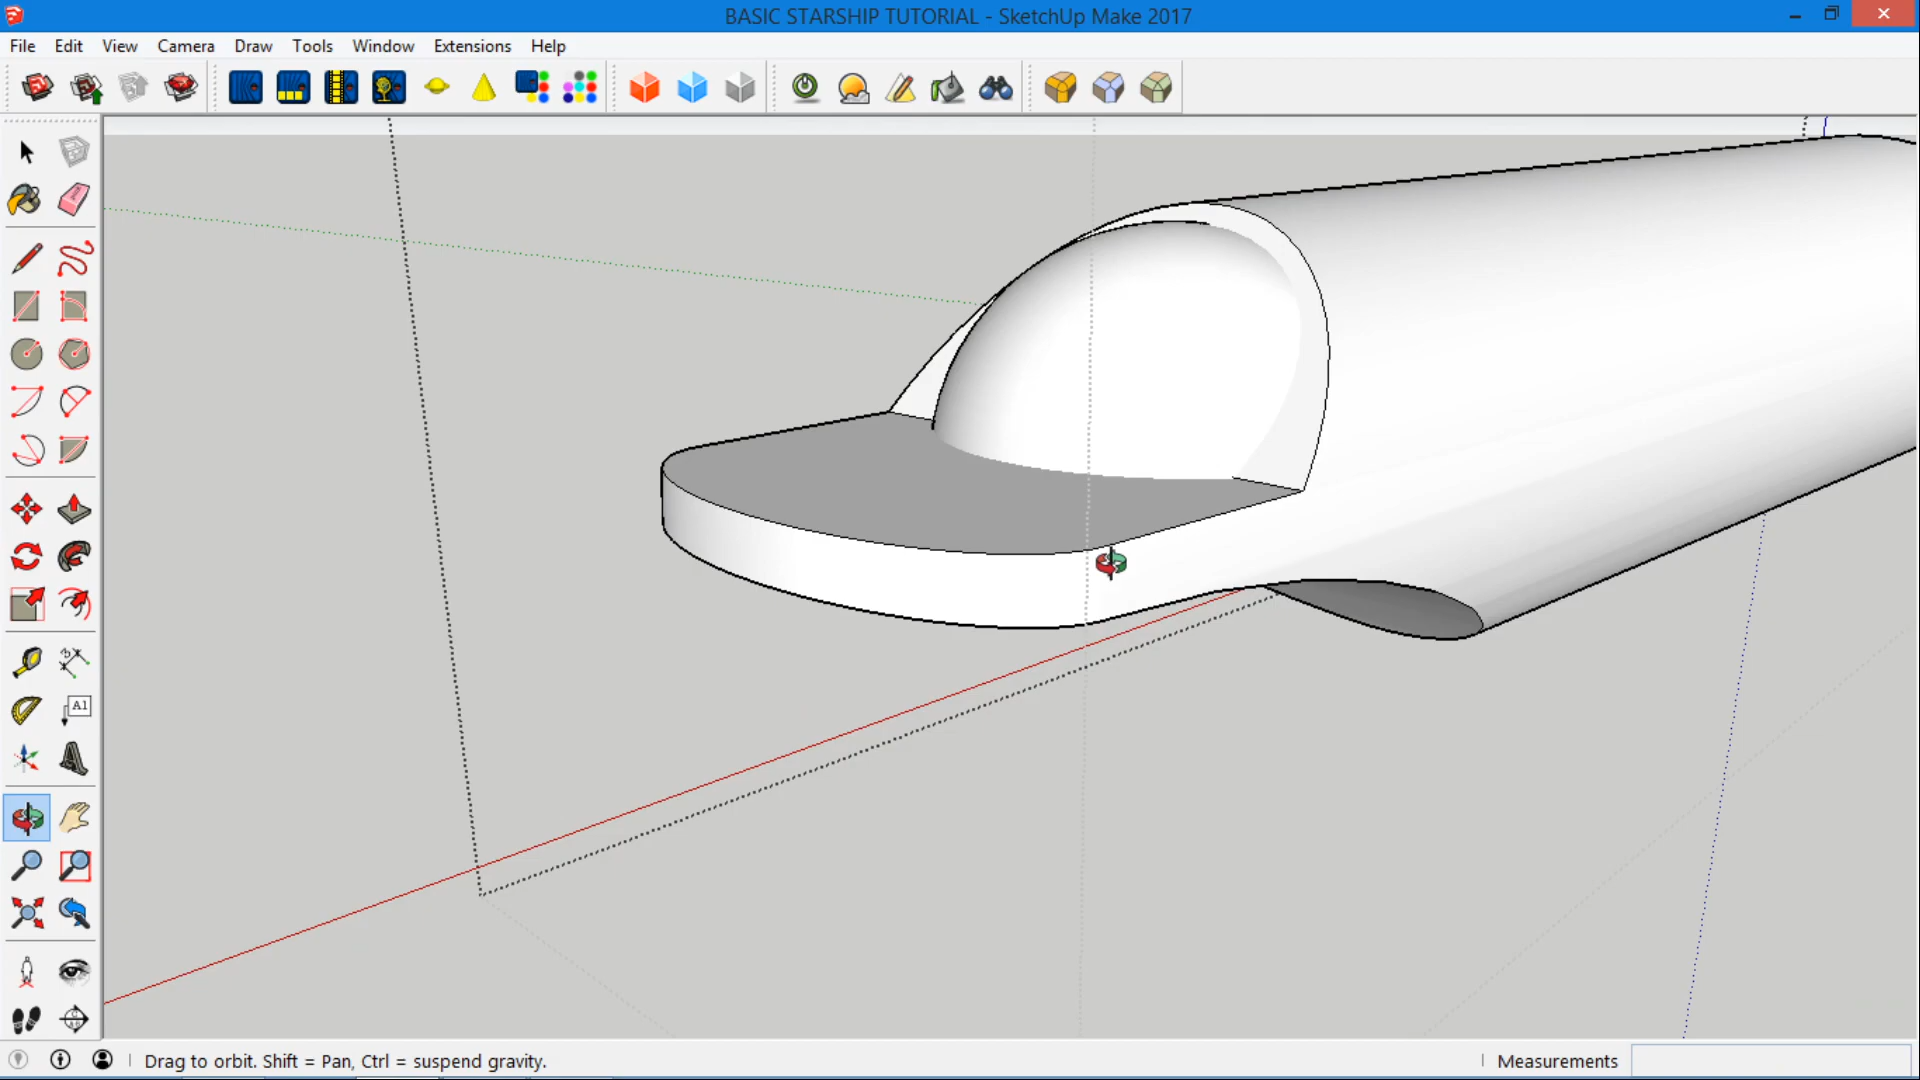 BASIC STARSHIP TUTORIAL - SketchUp Make 2017
File Edit View Camera Draw Tools Window Extensions Help
A1
Drag to orbit. Shift = Pan, Ctrl = suspend gravity.
Measurements